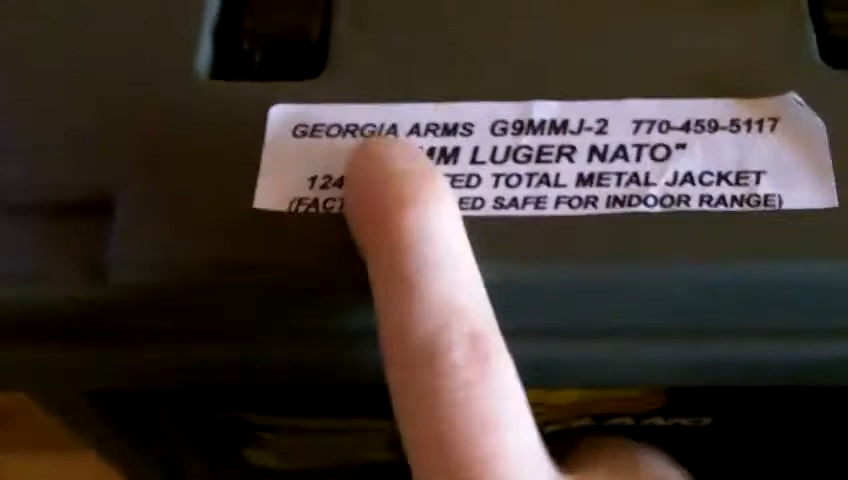 GEORGIA ARMS G9MMJ-2 770-459-5117
MM LUGER NATO"
124 ED TOTAL METAL JACKET
(FACT ED SAFE FOR INDOOR RANGE)